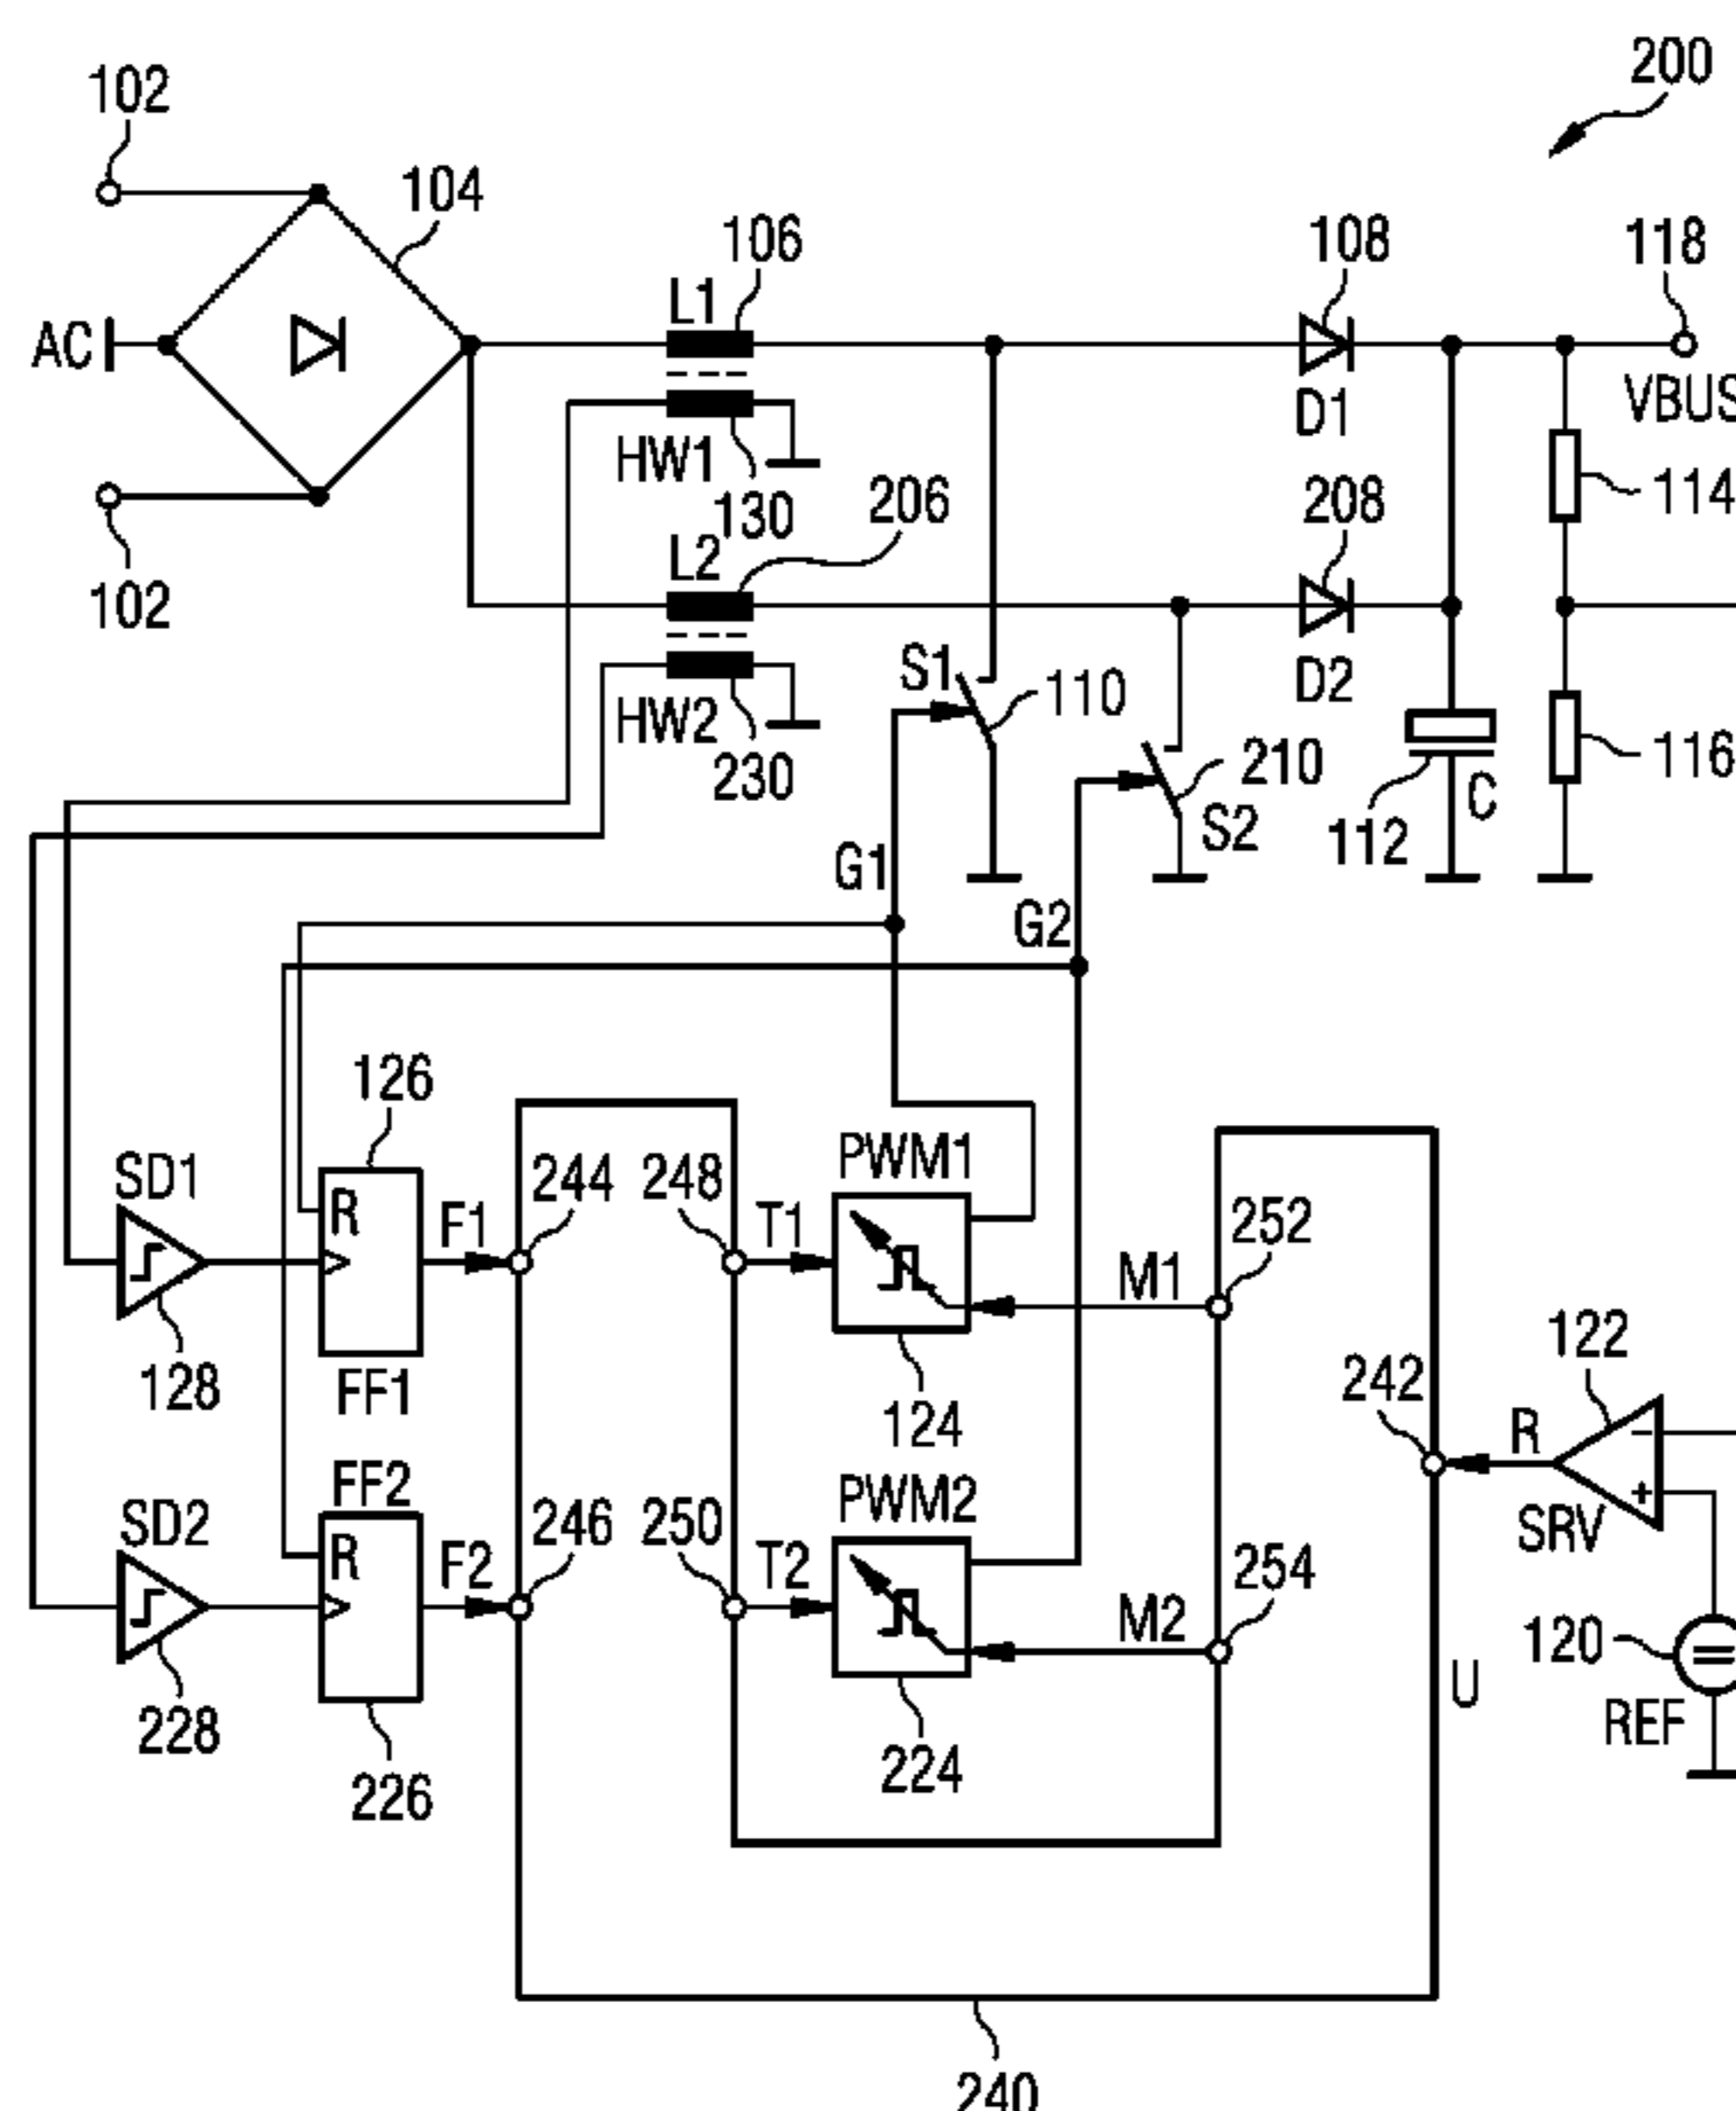 200
102
104
106
108
118
L1
AC
D1
VBUS
HW1
130
206
208
114
L2
102
S1
110
D2
HW2
230
210
116
S2
C
112
G1
G2
126
SD1
244
248
PWM1
R
F1
T1
252
M1
122
128
FF1
242
124
R
FF2
PWM2
SD2
246
250
SRV
R
F2
T2
254
M2
120
U
228
REF
224
226
240